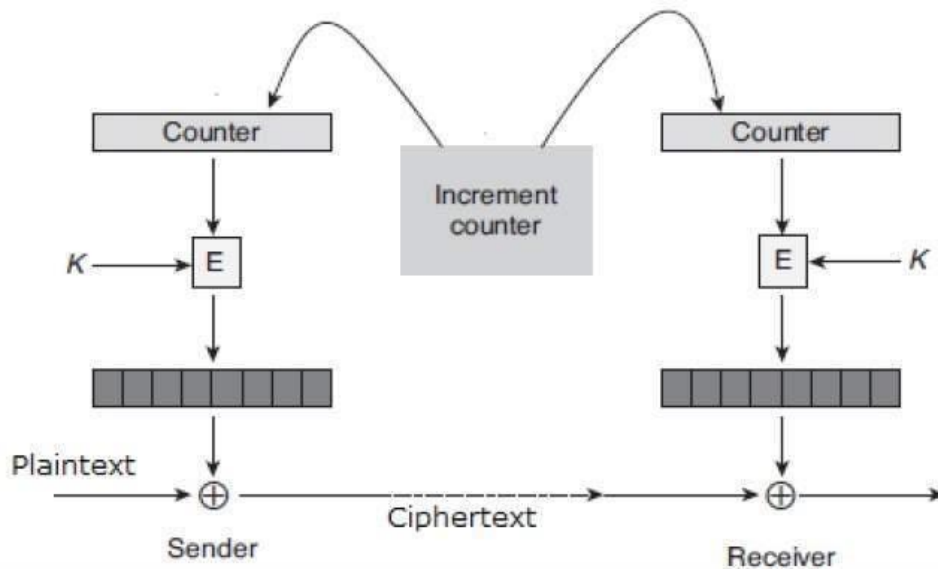 Counter
Counter
Increment
counter
K
E
E
K
Plaintext
Ciphertext
Sender
Receiver